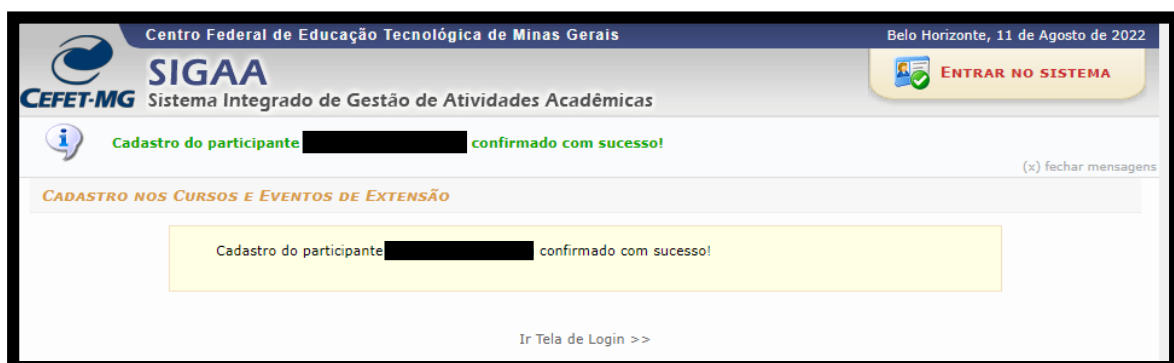 Centro Federal de Educação Tecnológica de Minas Gerais
Belo Horizonte, 11 de Agosto de 2022
CEFET-MG
SIGAA
Sistema Integrado de Gestão de Atividades Acadêmicas
ENTRAR NO SISTEMA
Cadastro do participante confirmado com sucesso!
(x) fechar mensagens
CADASTRO NOS CURSOS E EVENTOS DE EXTENSÃO
Cadastro do participante confirmado com sucesso!
Ir Tela de Login >>